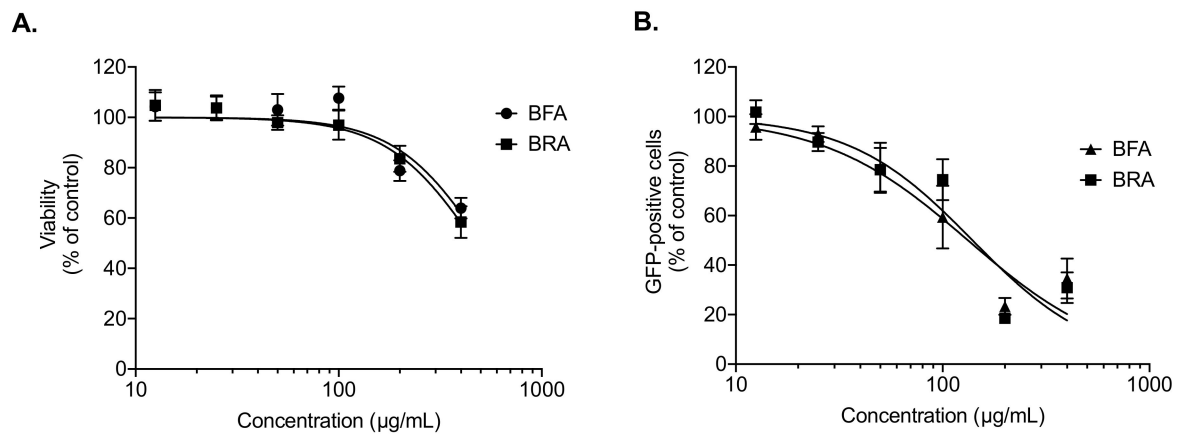 A.
120
100
80
60
40
20
0
10
100
1000
Viability
(% of control)
Concentration (µg/mL)
BFA
BRA
B.
120
100
80
60
40
20
0
10
100
1000
GFP-positive cells
(% of control)
Concentration (µg/mL)
BFA
BRA